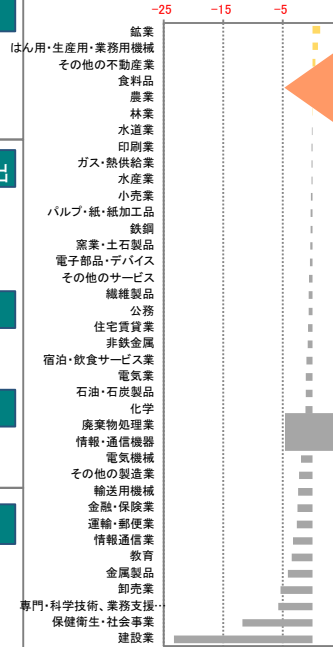 -25 -15 -5
鉱業
はん用・生産用・業務用機械
その他の不動産業
食料品
農業
林業
水道業
印刷業
ガス・熱供給業
出
水産業
小売業
パルプ・紙・紙加工品
鉄鋼
窯業・土石製品
電子部品・デバイス
その他のサービス
繊維製品
公務
住宅賃貸業
非鉄金属
宿泊・飲食サービス業
電気業
石油・石炭製品
化学
廃棄物処理業
情報・通信機器
電気機械
その他の製造業
輸送用機械
金融・保険業
運輸・郵便業
情報通信業
教育
金属製品
卸売業
専門・科学技術、業務支援…
保健衛生・社会事業
建設業